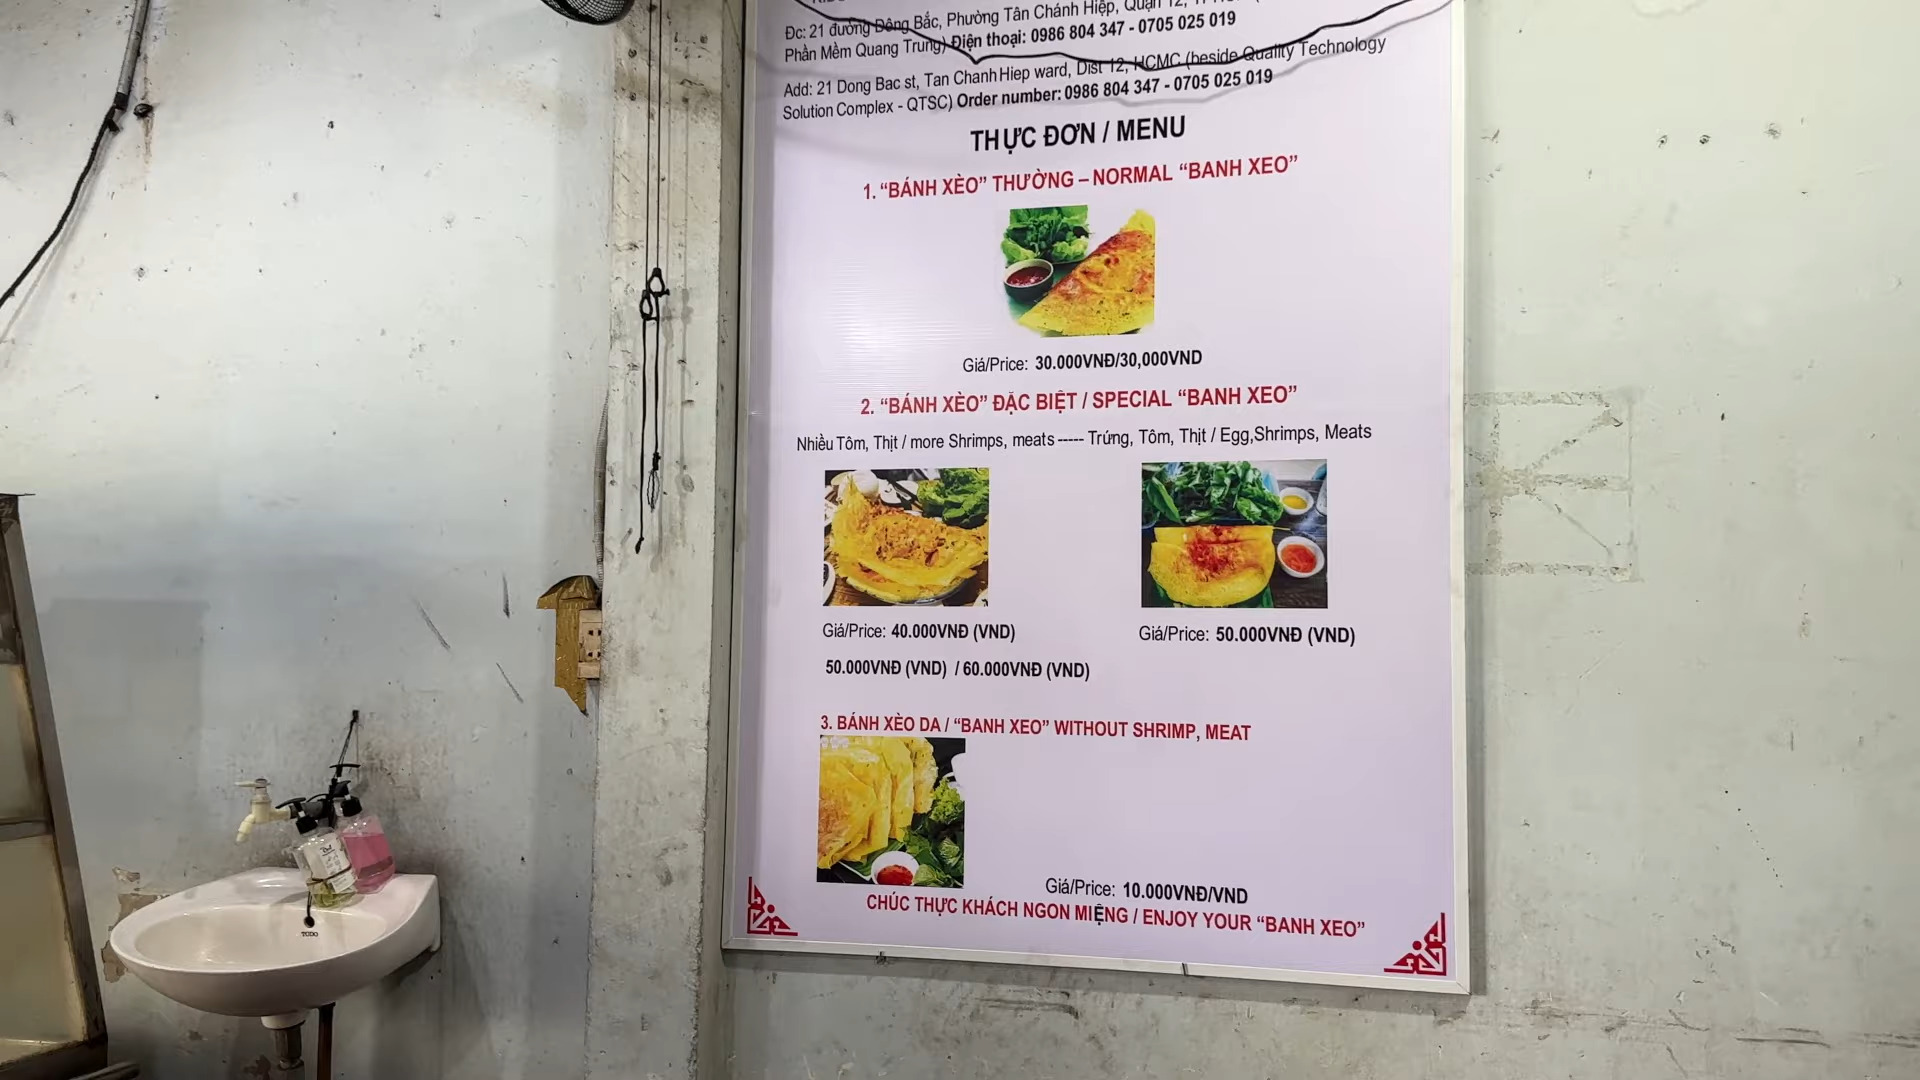 Đc: 21 đường Đông Bắc, Phường Tân Chánh Hiệp, Quận 12,
Phần Mềm Quang Trung) Điện thoại: 0986 804 347 - 0705 025 019
Add: 21 Dong Bac st, Tan Chanh Hiep ward, Dist 12, HCMC (beside Quality Technology
Solution Complex - QTSC) Order number: 0986 804 347 - 0705 025 019
THỰC ĐƠN / MENU
1. “BÁNH XÈO” THƯỜNG – NORMAL “BANH XEO”
Giá/Price: 30.000VNĐ/30,000VND
2. “BÁNH XÈO” ĐẶC BIỆT / SPECIAL “BANH XEO”
Nhiều Tôm, Thịt / more Shrimps, meats ----- Trứng, Tôm, Thịt / Egg,Shrimps, Meats
Giá/Price: 40.000VNĐ (VND) Giá/Price: 50.000VNĐ (VND)
50.000VNĐ (VND) / 60.000VNĐ (VND)
3. BÁNH XÈO DA / “BANH XEO” WITHOUT SHRIMP, MEAT
Giá/Price: 10.000VNĐ/VND
CHÚC THỰC KHÁCH NGON MIỆNG / ENJOY YOUR “BANH XEO”